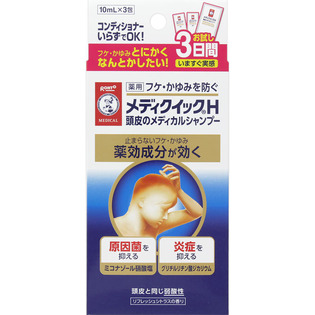 10mL×3包
コンディショナー
いらずでOK!
お試し
3日間
いますぐ実感
フケ・かゆみ とにかく
なんとかしたい!
ROHTO
MEDICAL
薬用 フケ・かゆみを防ぐ
メディクイックH
頭皮のメディカルシャンプー
止まらないフケ・かゆみ
薬効成分が効く
原因菌を
抑える
ミコナゾール硝酸塩
炎症を
抑える
グリチルリチン酸ジカリウム
頭皮と同じ弱酸性
リフレッシュシトラスの香り